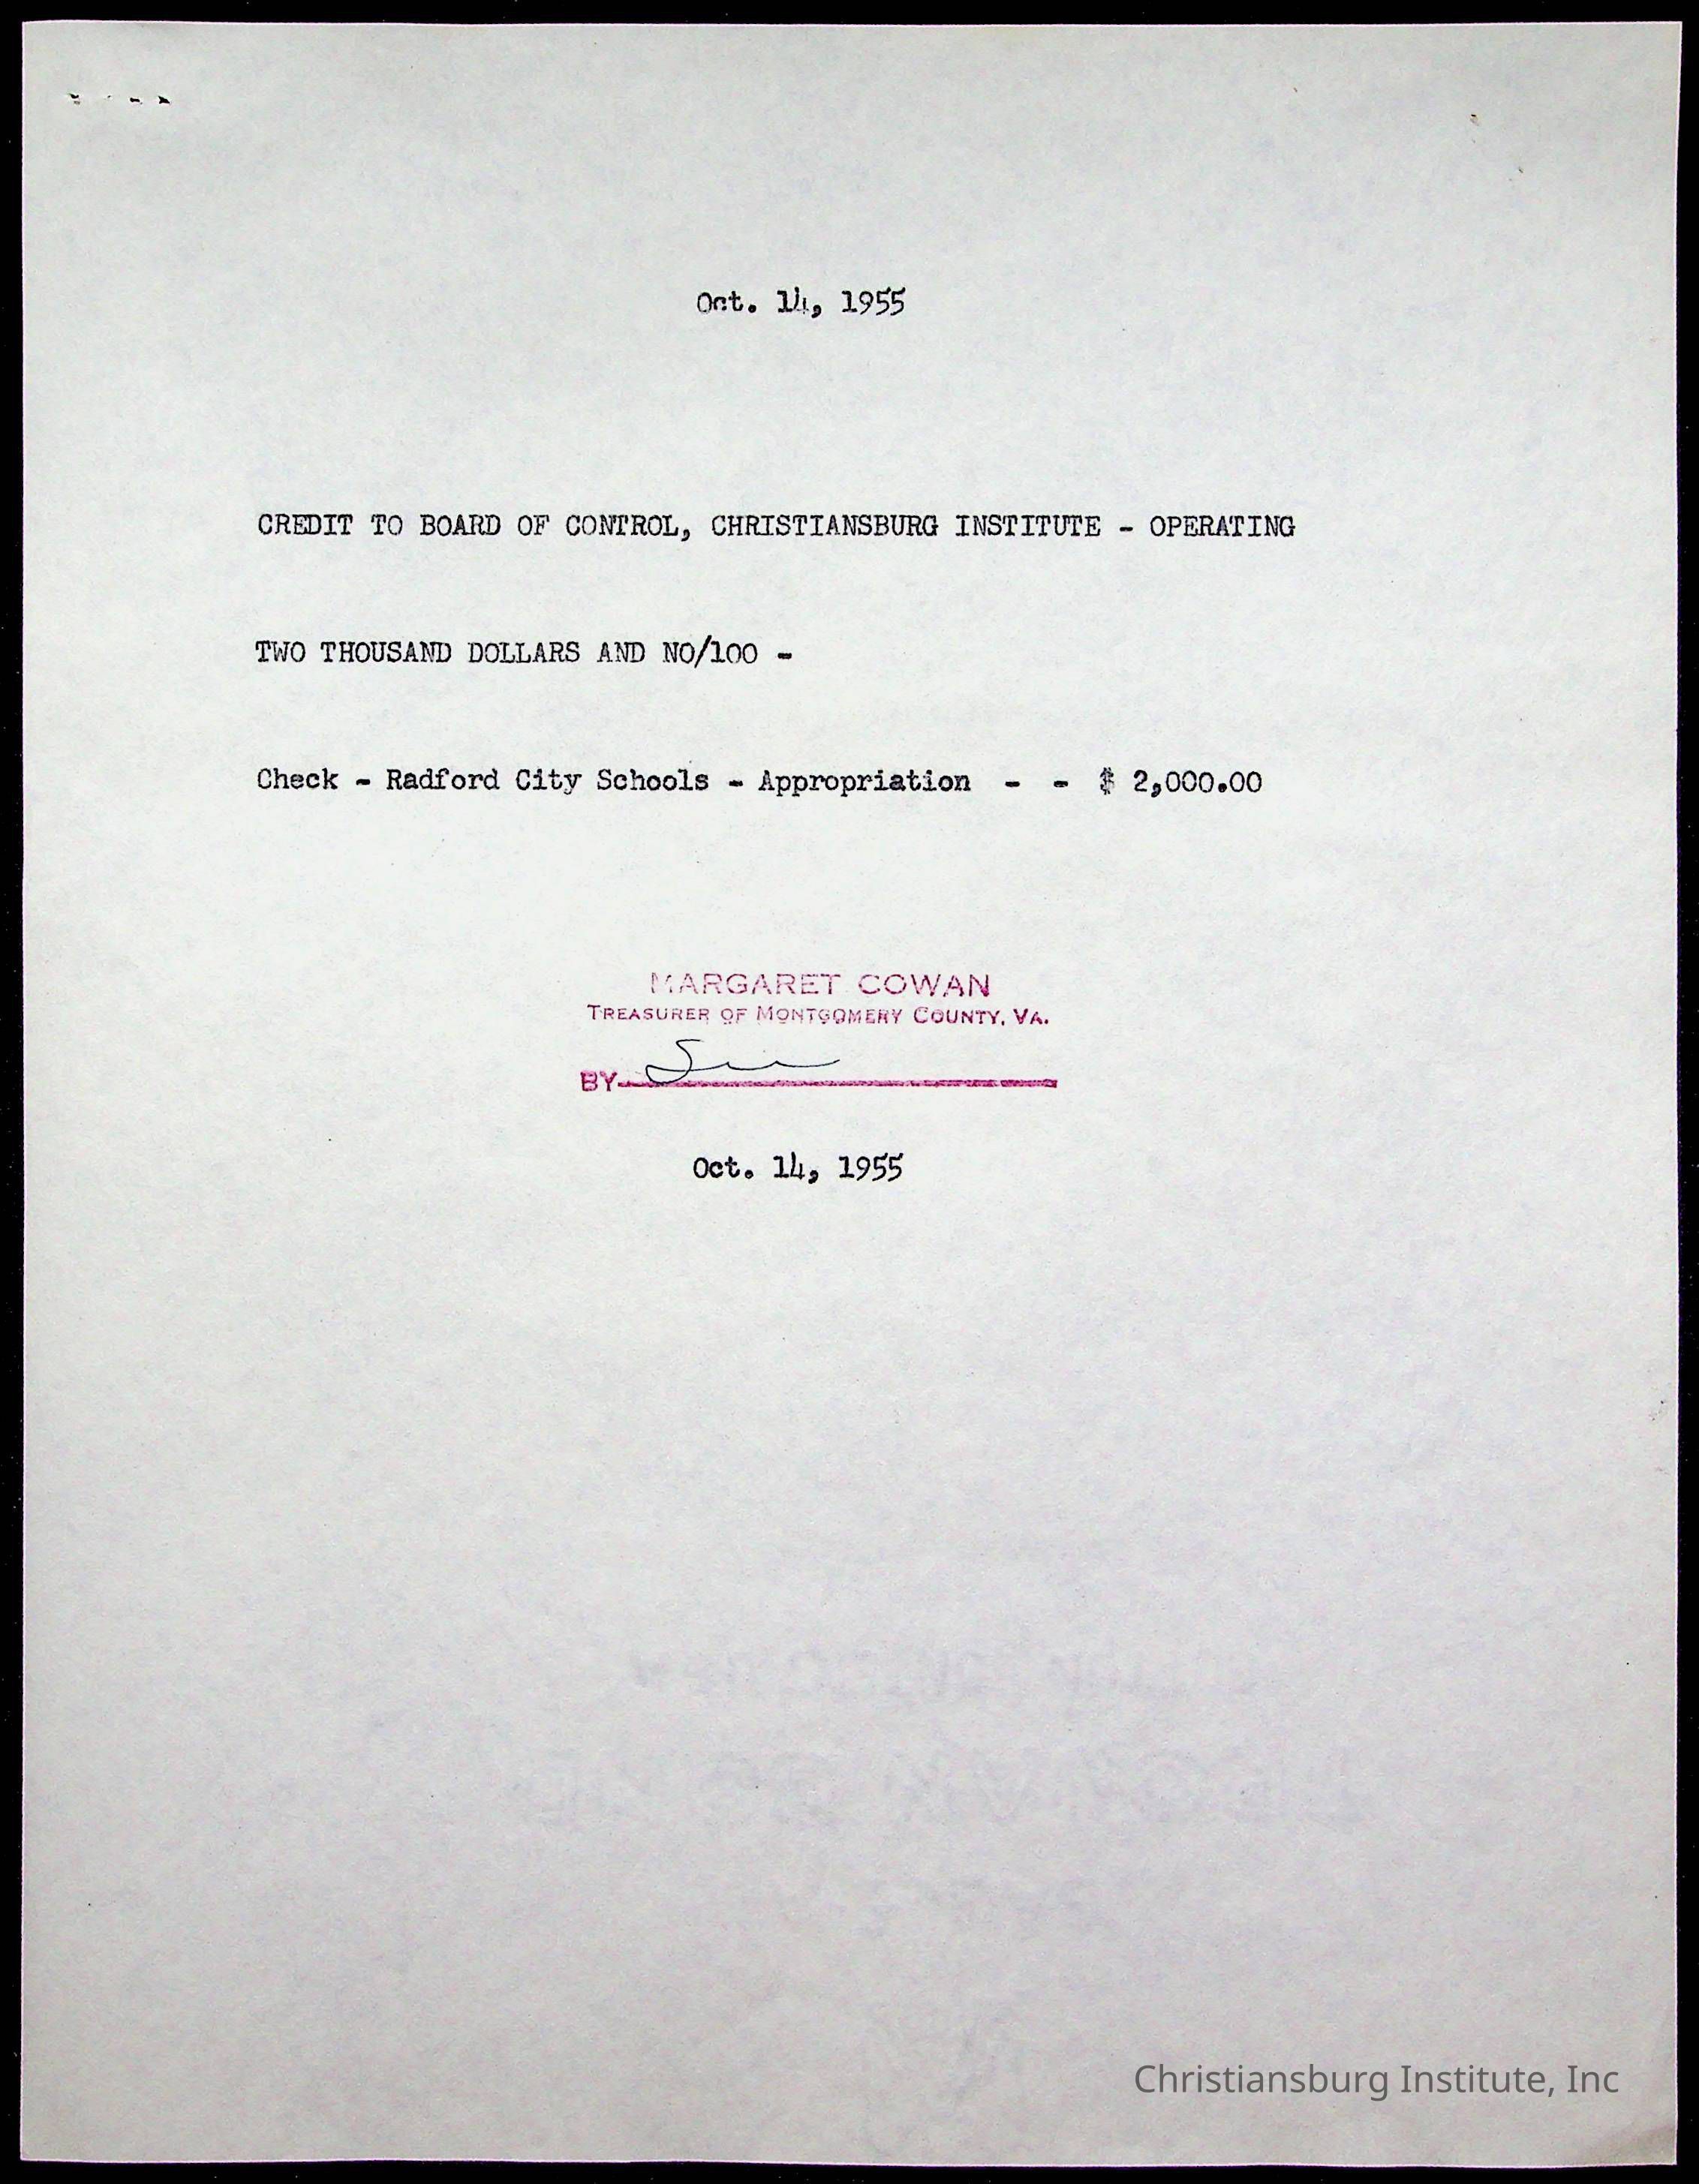 Oct. 14, 1955
CREDIT TO BOARD OF CONTROL, CHRISTIANSBURG INSTITUTE - OPERATING
TWO THOUSAND DOLLARS AND NO/100 -
Check - Radford City Schools - Appropriation - - $ 2,000.00
MARGARET COWAN
TREASURER OF MONTGOMERY COUNTY, VA.
BY
Oct. 14, 1955
Christiansburg Institute, Inc